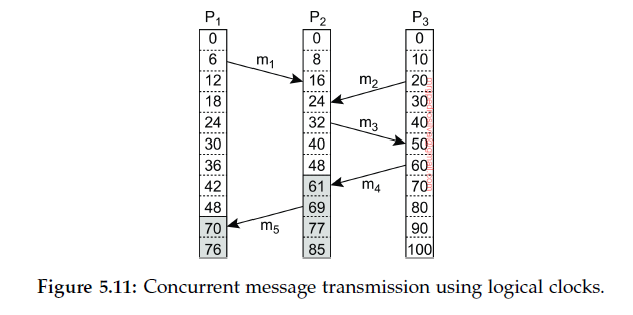 P1 P2 P3
0 0 0
6 m1 8 10
12 16 m2 20
18 24 30
24 32 m3 40
30 40 50
36 48 60
42 61 m4 70
48 69 80
70 m5 77 90
76 85 100
Figure 5.11: Concurrent message transmission using logical clocks.